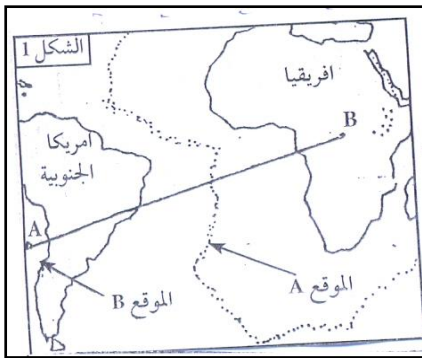 الشكل 1
افريقيا
B
امريكا
الجنوبية
A
الموقع A
الموقع B